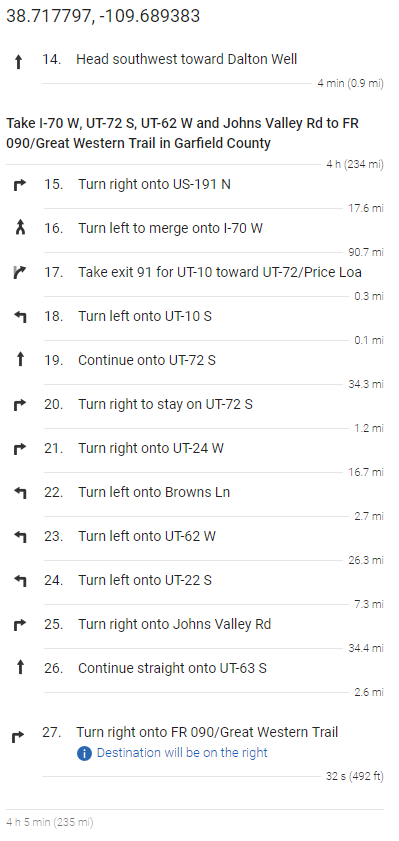 38.717797, -109.689383
14. Head southwest toward Dalton Well
4 min (0.9 mi)
Take I-70 W, UT-72 S, UT-62 W and Johns Valley Rd to FR
090/Great Western Trail in Garfield County
4 h (234 mi)
15. Turn right onto US-191 N
17.6 mi
16. Turn left to merge onto I-70 W
90.7 mi
17. Take exit 91 for UT-10 toward UT-72/Price Loa
0.3 mi
18. Turn left onto UT-10 S
0.1 mi
19. Continue onto UT-72 S
34.3 mi
20. Turn right to stay on UT-72 S
1.2 mi
21. Turn right onto UT-24 W
16.7 mi
22. Turn left onto Browns Ln
2.7 mi
23. Turn left onto UT-62 W
26.3 mi
24. Turn left onto UT-22 S
7.3 mi
25. Turn right onto Johns Valley Rd
34.4 mi
26. Continue straight onto UT-63 S
2.6 mi
27. Turn right onto FR 090/Great Western Trail
Destination will be on the right
32 s (492 ft)
4 h 5 min (235 mi)